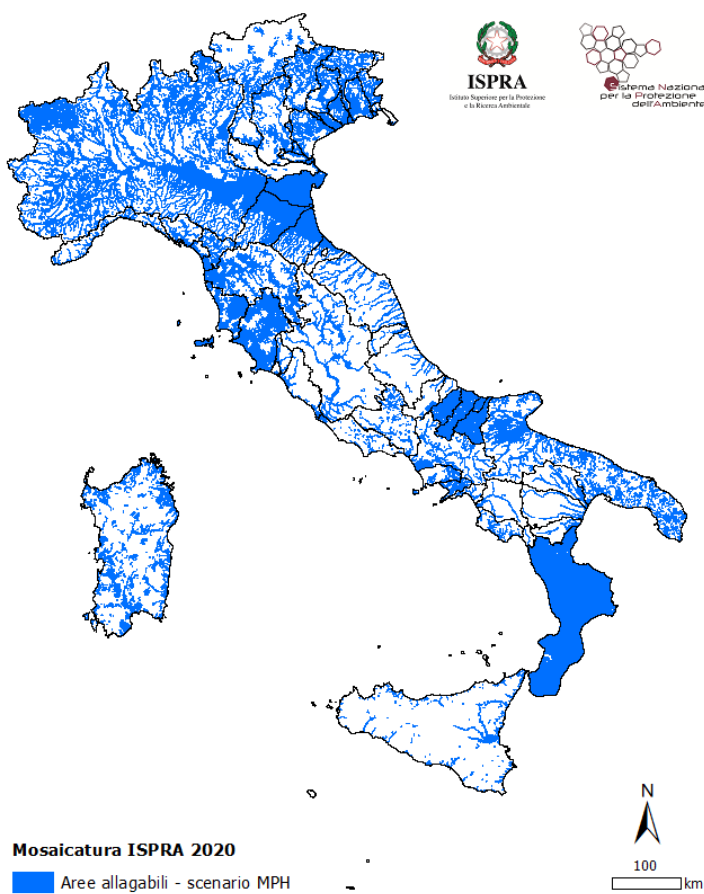 ISPRA
Istituto Superiore per la Protezione
e la Ricerca Ambientale
Sistema Nazionale
per la Protezione
dell'Ambiente
N
Mosaicatura ISPRA 2020
Aree allagabili - scenario MPH
100
km